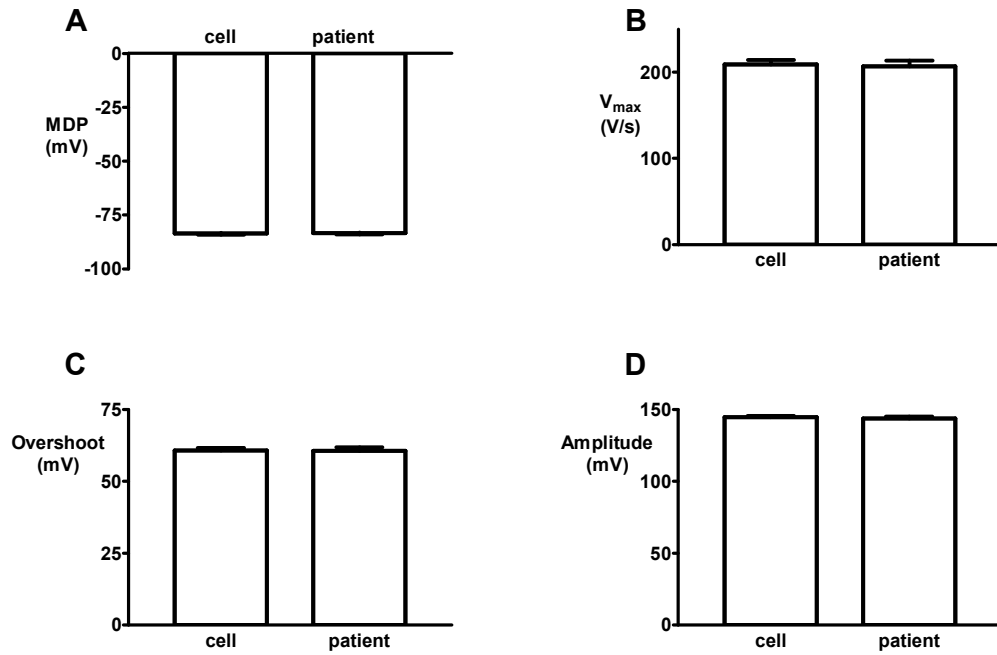 A
cell patient
0
-25
MDP
(mV)
-50
-75
-100
B
200
Vmax
(V/s)
100
0
cell patient
C
75
Overshoot
(mV)
50
25
0
cell patient
D
150
Amplitude
(mV)
100
50
0
cell patient